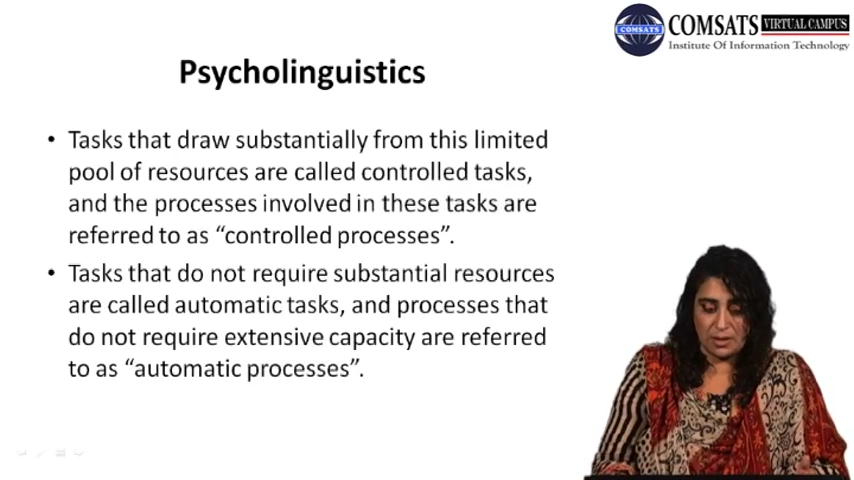 COMSATS
COMSATS VIRTUAL CAMPUS
Institute Of Information Technology
Psycholinguistics
• Tasks that draw substantially from this limited
pool of resources are called controlled tasks,
and the processes involved in these tasks are
referred to as “controlled processes”.
• Tasks that do not require substantial resources
are called automatic tasks, and processes that
do not require extensive capacity are referred
to as “automatic processes”.